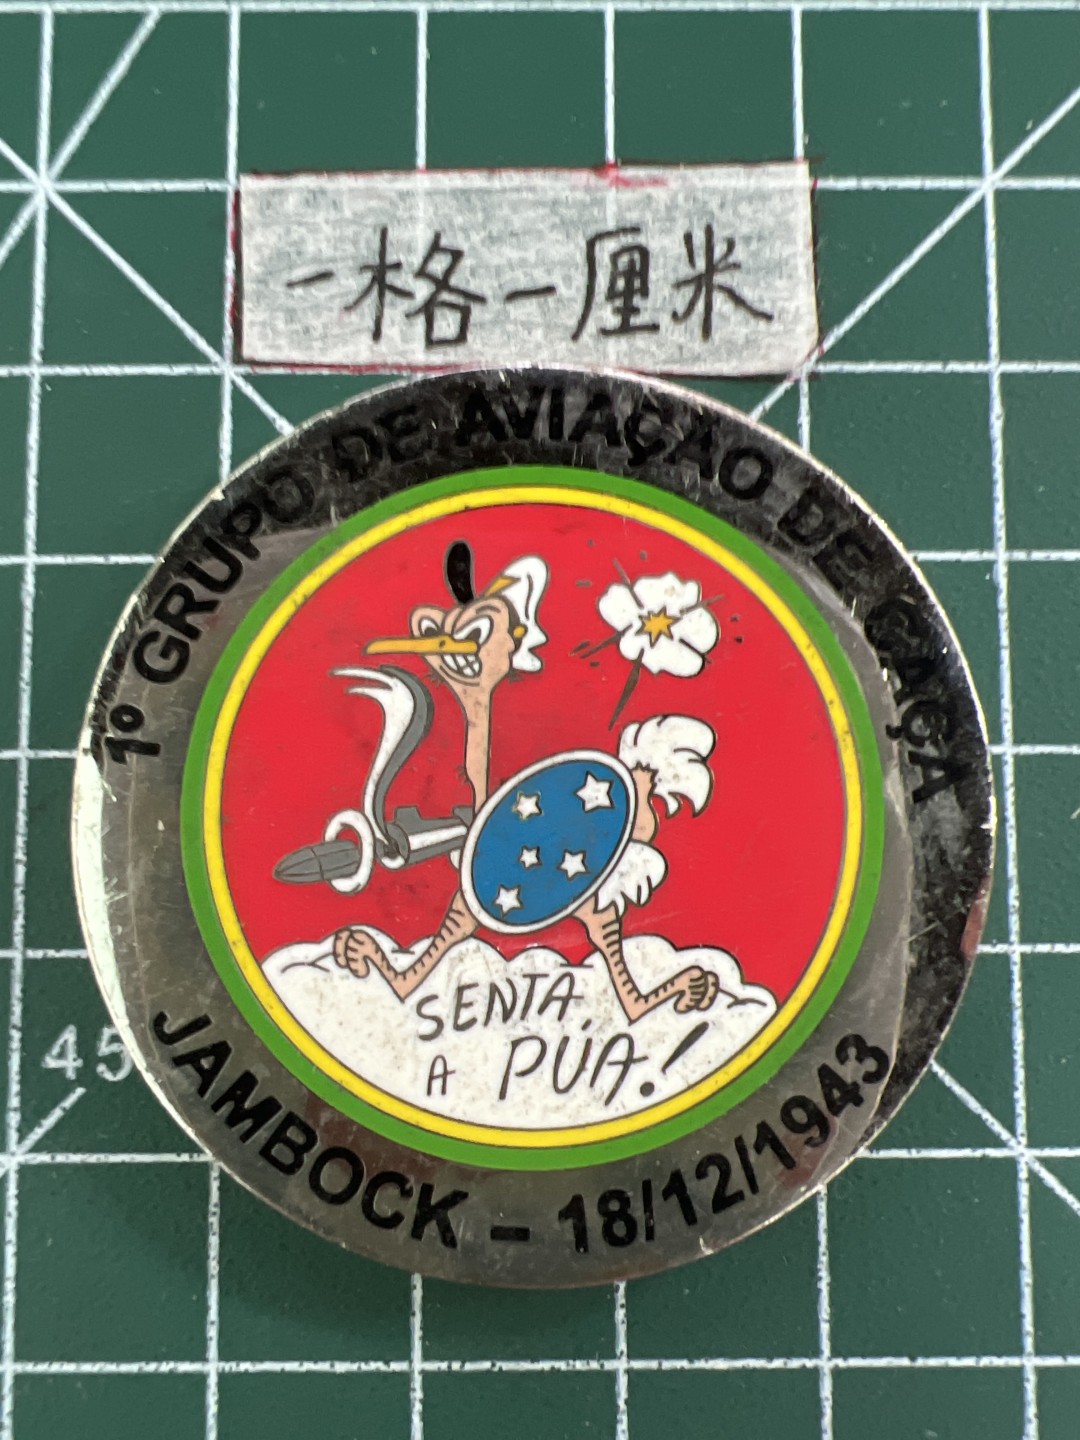 一格一厘米
1º GRUPO DE AVIAÇÃO DE CAÇA
SENTA
A PÚA!
45
JAMBOCK - 18/12/1943